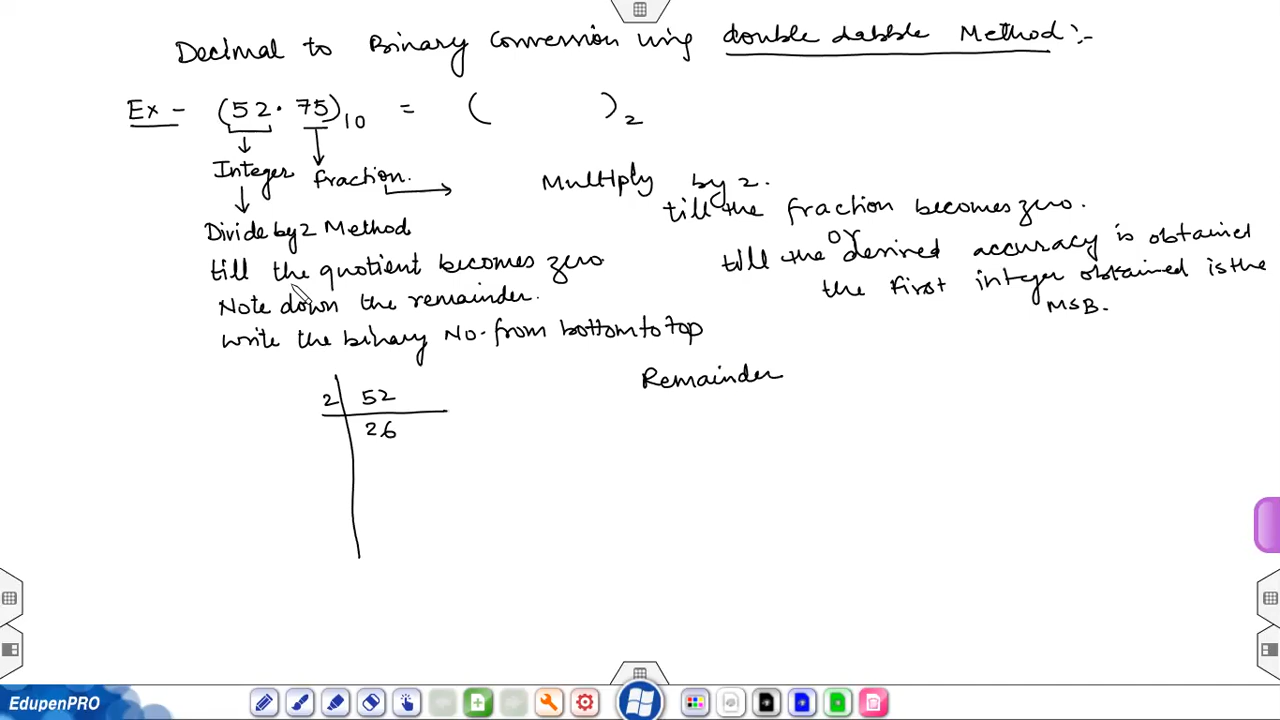 Decimal to Binary Conversion using double dabble Method :-
Ex - (52.75)10 = ( )2
Integer
fraction.
Multiply by 2.
till the fraction becomes zero.
or
Divide by 2 Method
till the desired accuracy is obtained
till the quotient becomes zero
the first integer obtained is the
MSB.
Note down the remainder.
write the binary No. from bottom to top
Remainder
2 52
26
EdupenPRO